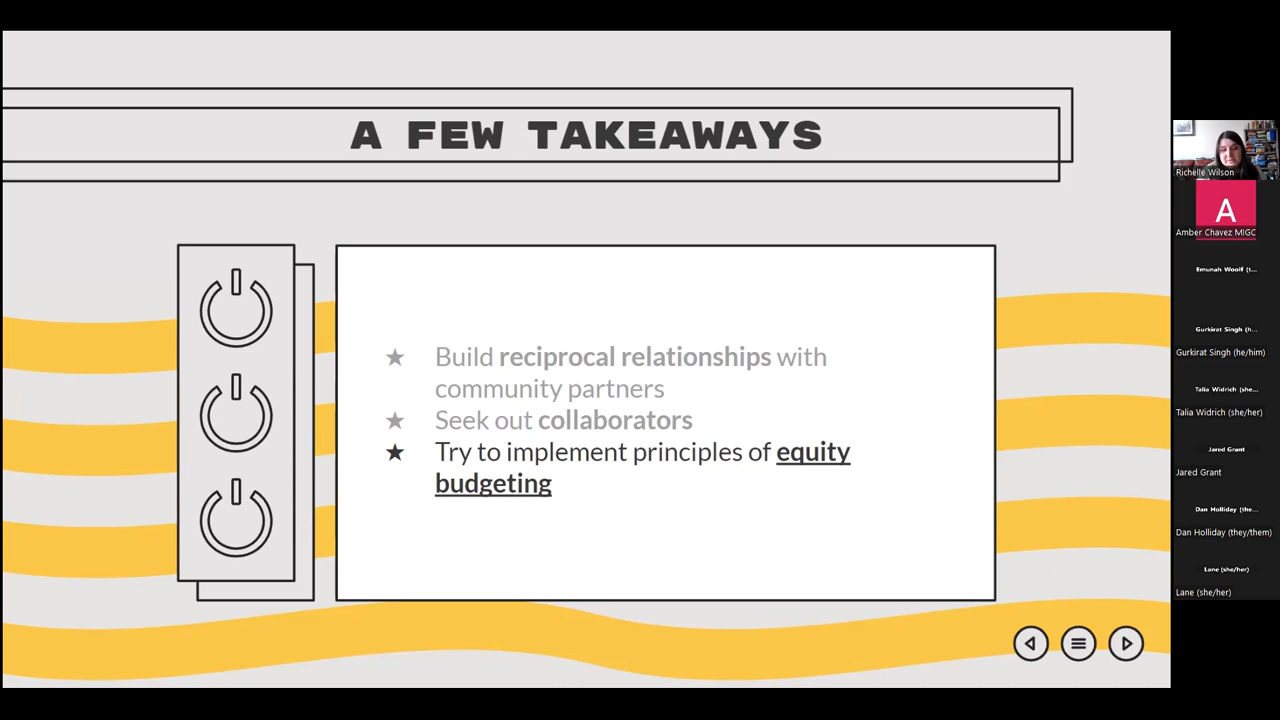 A FEW TAKEAWAYS
★ Build reciprocal relationships with
community partners
★ Seek out collaborators
★ Try to implement principles of equity
budgeting
Richelle Wilson
A
Amber Chavez MIGC
Emunah Woolf (t...
Gurkirat Singh (h...
Gurkirat Singh (he/him)
Talia Widrich (she...
Talia Widrich (she/her)
Jared Grant
Jared Grant
Dan Holliday (the...
Dan Holliday (they/them)
Lane (she/her)
Lane (she/her)